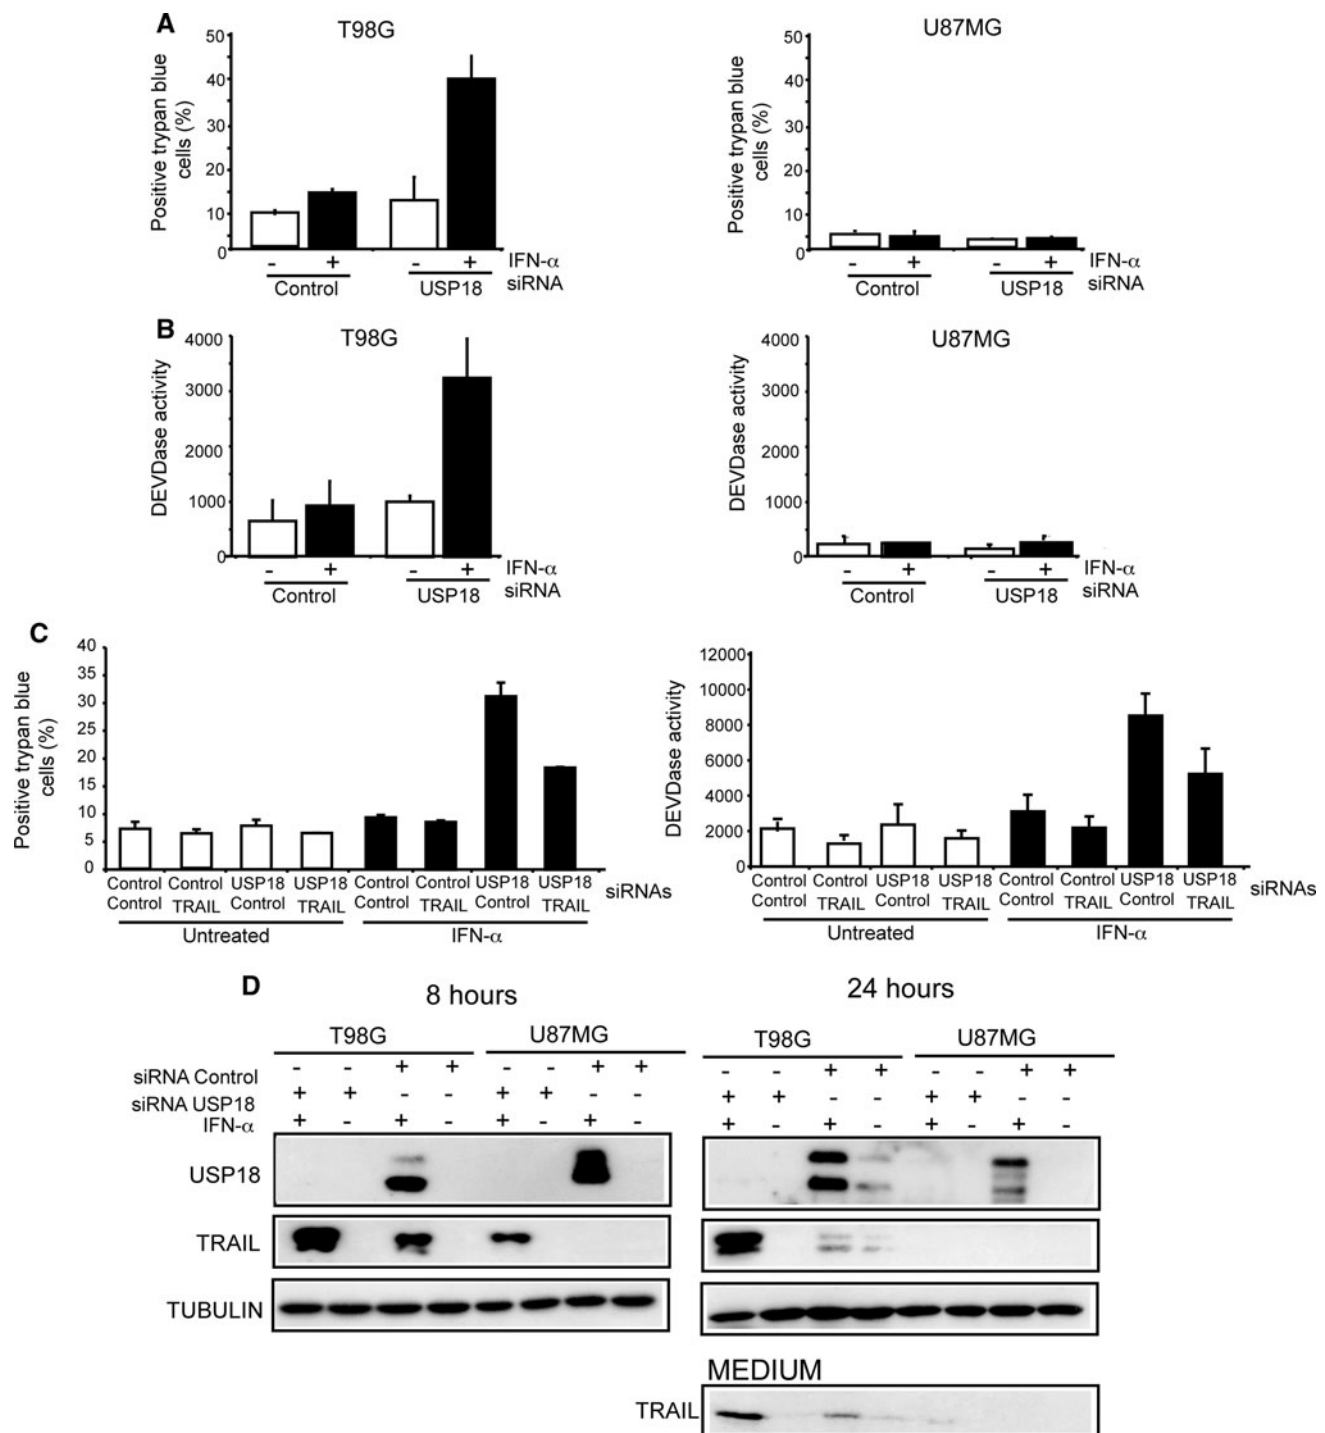 A
T98G
U87MG
Positive trypan blue
cells (%)
50
40
30
20
10
0
- + - + IFN-α
Control USP18 siRNA
Positive trypan blue
cells (%)
50
40
30
20
10
0
- + - + IFN-α
Control USP18 siRNA
B
T98G
U87MG
DEVDase activity
4000
3000
2000
1000
0
- + - + IFN-α
Control USP18 siRNA
DEVDase activity
4000
3000
2000
1000
0
- + - + IFN-α
Control USP18 siRNA
C
Positive trypan blue
cells (%)
40
35
30
25
20
15
10
5
0
Control Control USP18 USP18 Control Control USP18 USP18
Control TRAIL Control TRAIL Control TRAIL Control TRAIL
siRNAs
Untreated IFN-α
DEVDase activity
12000
10000
8000
6000
4000
2000
0
Control Control USP18 USP18 Control Control USP18 USP18
Control TRAIL Control TRAIL Control TRAIL Control TRAIL
siRNAs
Untreated IFN-α
D
8 hours
24 hours
T98G U87MG
T98G U87MG
siRNA Control - - + + - - + + - - + + - - + +
siRNA USP18 + + - - + + - - + + - - + + - -
IFN-α + - + - + - + - + - + - + - + -
USP18
TRAIL
TUBULIN
MEDIUM
TRAIL